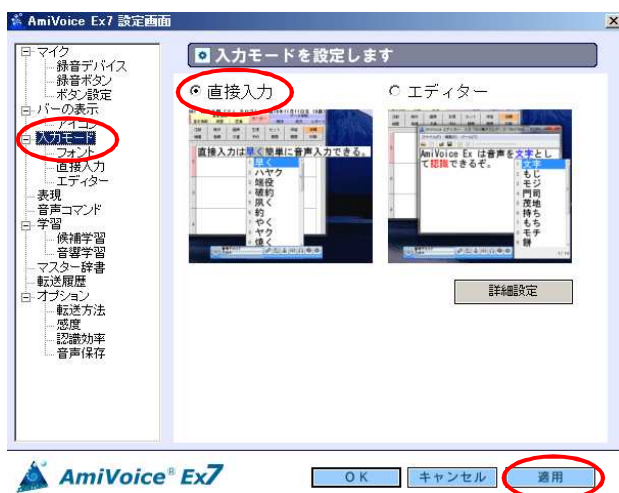 AmiVoice Ex7 設定画面
マイク
録音デバイス
録音ボタン
ボタン設定
バーの表示
アイコン
入力モード
フォント
直接入力
エディター
表現
音声コマンド
学習
候補学習
音響学習
マスター辞書
転送履歴
オプション
転送方法
感度
認識効率
音声保存
入力モードを設定します
直接入力
エディター
直接入力は早く簡単に音声入力できる。
早く
ハヤク
端役
破約
夙く
約
やく
ヤク
焼く
AmiVoice Ex は音声を文字とし
て認識できるぞ。
文字
もじ
モジ
門司
茂地
持ち
もち
モチ
餅
詳細設定
AmiVoice® Ex7
OK
キャンセル
適用